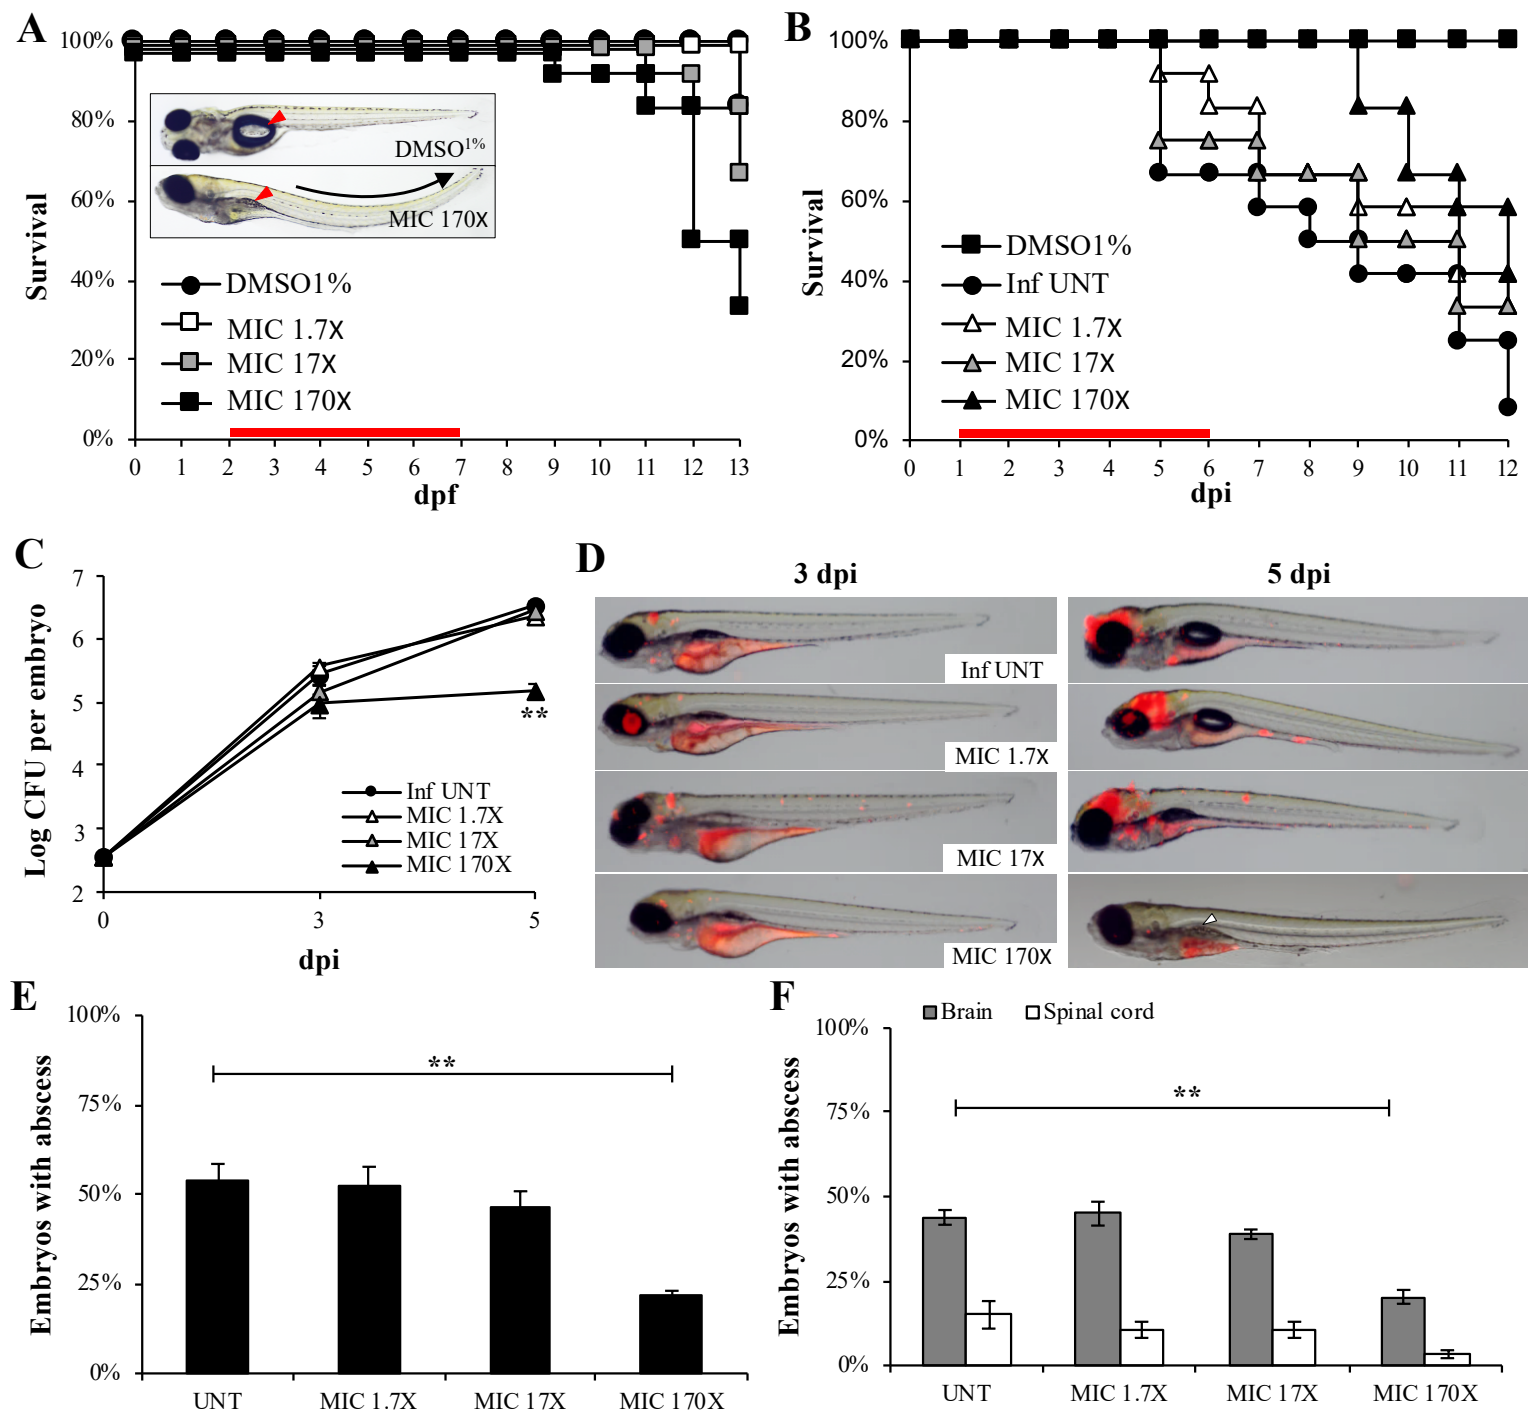 A
100%
80%
60%
40%
20%
0%
Survival
DMSO1%
MIC 170X
DMSO1%
MIC 1.7X
MIC 17X
MIC 170X
0 1 2 3 4 5 6 7 8 9 10 11 12 13
dpf
B
100%
80%
60%
40%
20%
0%
Survival
DMSO1%
Inf UNT
MIC 1.7X
MIC 17X
MIC 170X
0 1 2 3 4 5 6 7 8 9 10 11 12
dpi
C
7
6
5
4
3
2
Log CFU per embryo
**
Inf UNT
MIC 1.7X
MIC 17X
MIC 170X
0 3 5
dpi
D
3 dpi 5 dpi
Inf UNT
MIC 1.7X
MIC 17X
MIC 170X
E
100%
75%
50%
25%
0%
Embryos with abscess
**
UNT MIC 1.7X MIC 17X MIC 170X
F
Brain Spinal cord
100%
75%
50%
25%
0%
Embryos with abscess
**
UNT MIC 1.7X MIC 17X MIC 170X